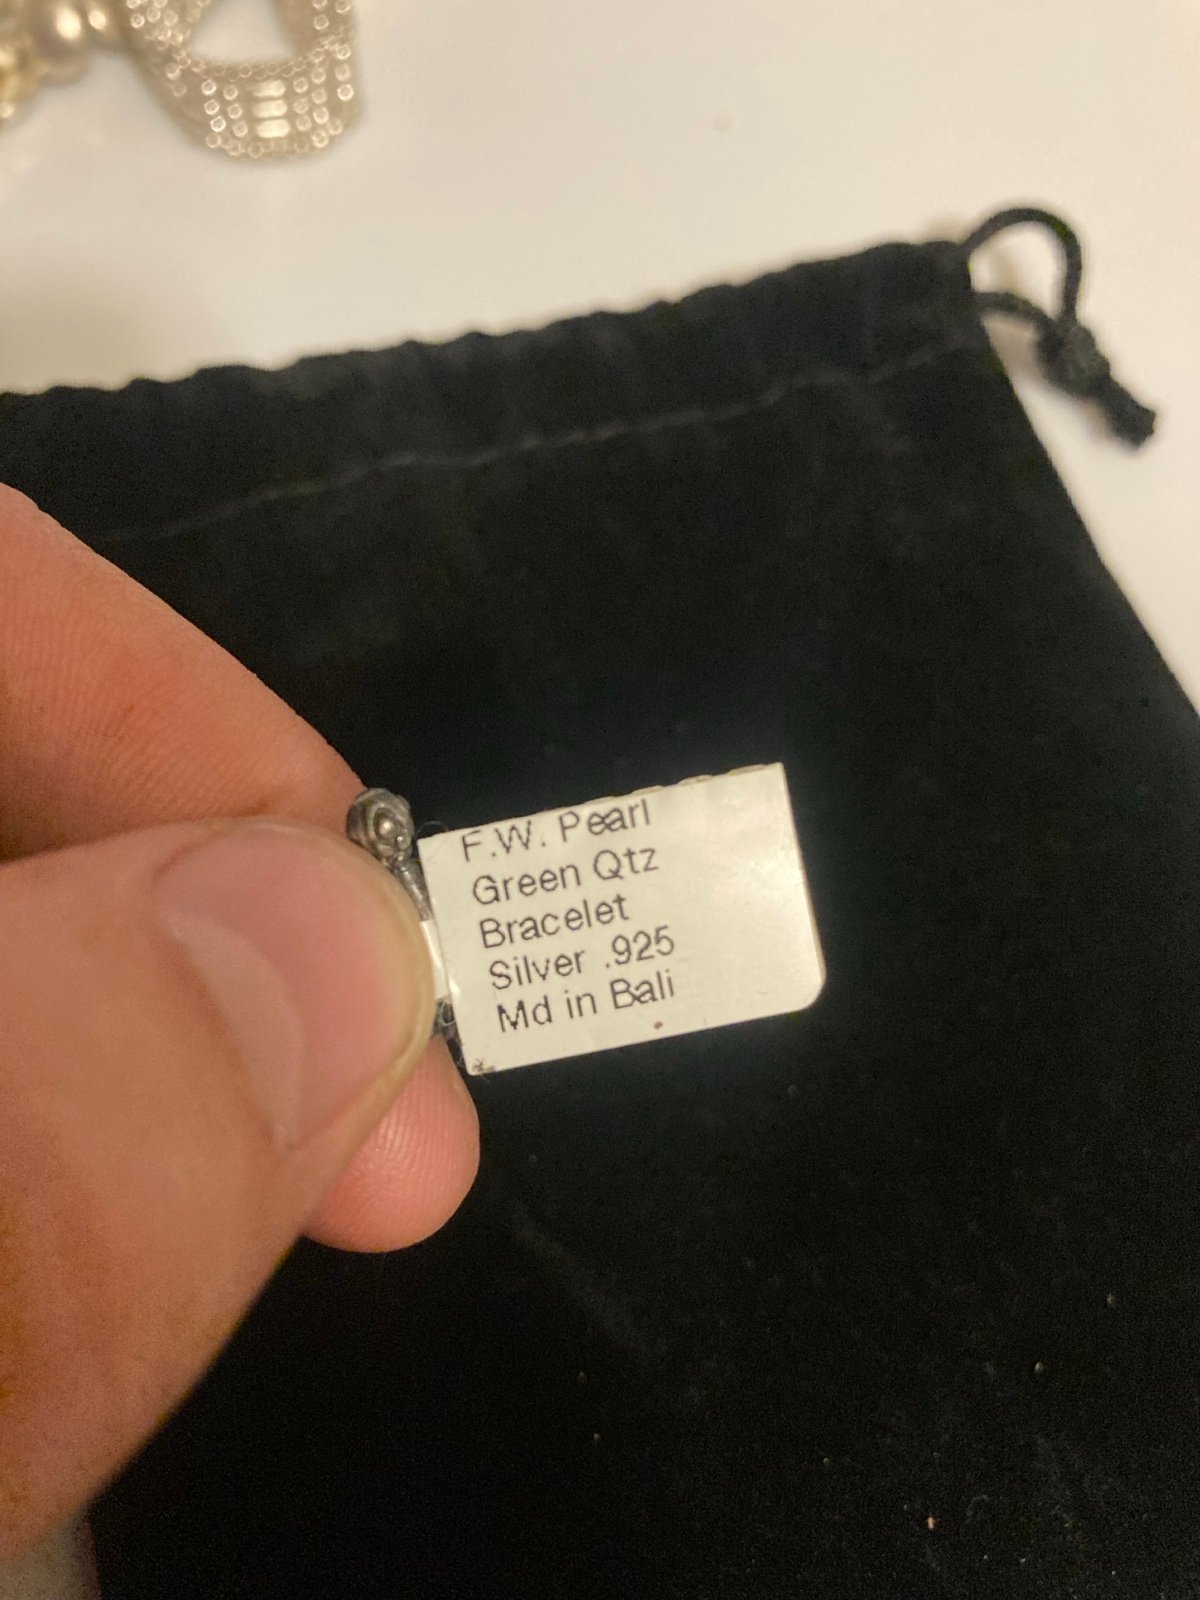 F.W. Pearl
Green Qtz
Bracelet
Silver .925
Md in Bali